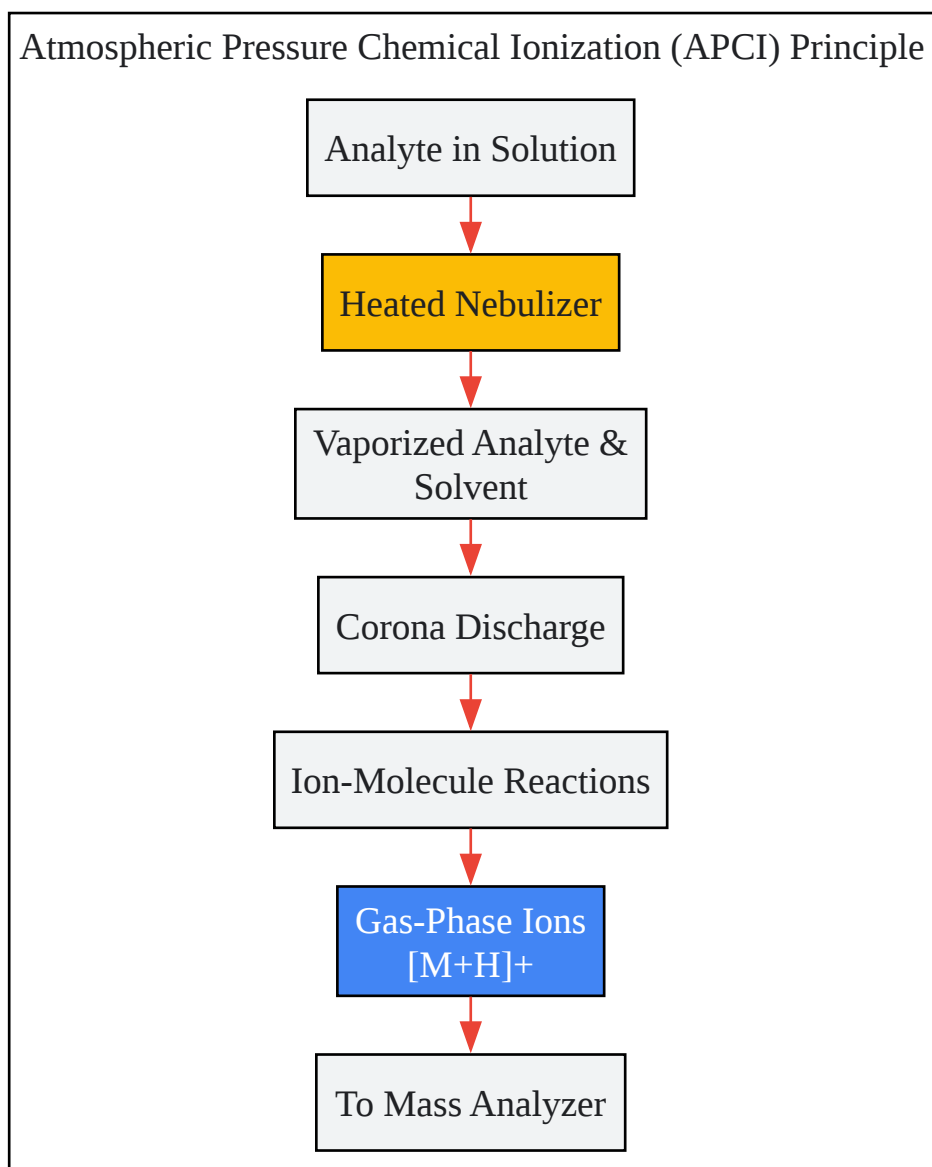 Atmospheric Pressure Chemical Ionization (APCI) Principle
Analyte in Solution
Heated Nebulizer
Vaporized Analyte &
Solvent
Corona Discharge
Ion-Molecule Reactions
Gas-Phase Ions
[M+H]+
To Mass Analyzer